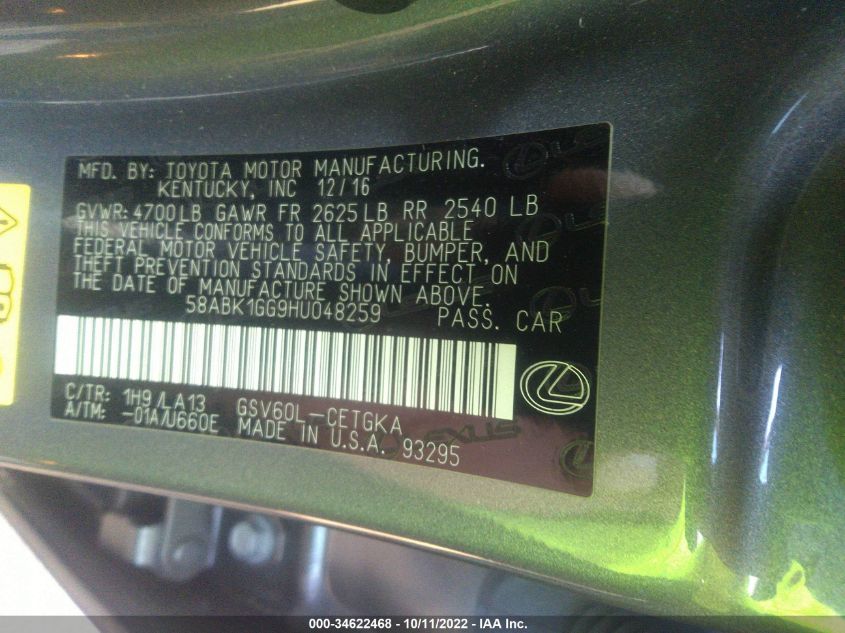 MFD. BY: TOYOTA MOTOR MANUFACTURING.
KENTUCKY, INC 12/16
GVWR: 4700LB GAWR FR 2625LB RR 2540 LB
THIS VEHICLE CONFORMS TO ALL APPLICABLE
FEDERAL MOTOR VEHICLE SAFETY, BUMPER, AND
THEFT PREVENTION STANDARDS IN EFFECT ON
THE DATE OF MANUFACTURE SHOWN ABOVE.
58ABK1GG9HU048259 PASS. CAR
C/TR: 1H9/LA13 GSV60L-CETGKA
A/TM: -01A/U660E MADE IN U.S.A. 93295
LEXUS
000-34622468 - 10/11/2022 - IAA Inc.